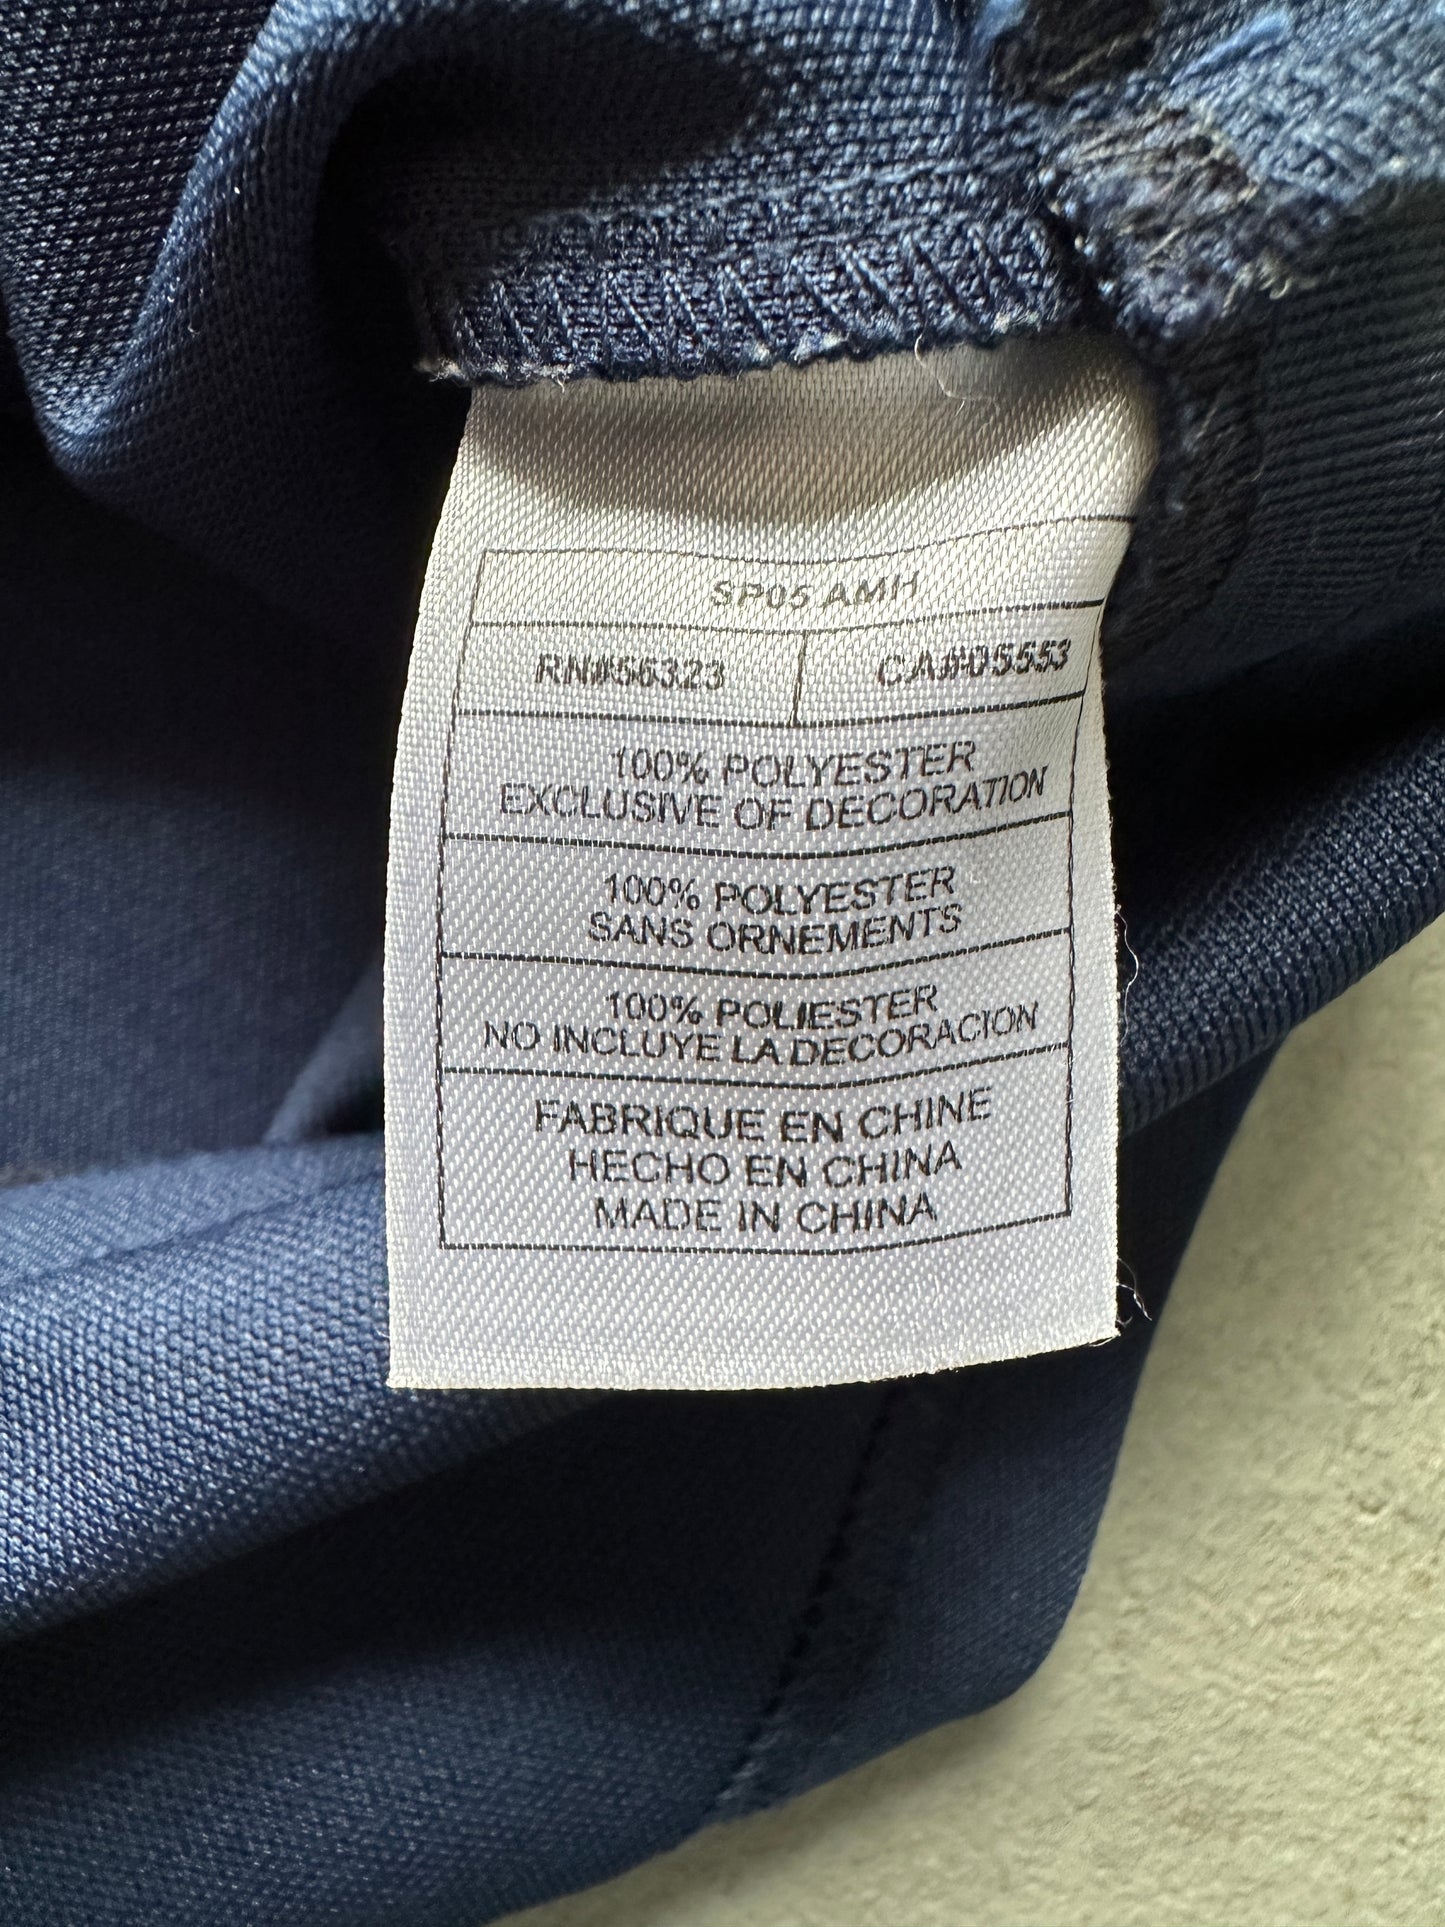 SP05 AMH
RN#56323 CA#05553
100% POLYESTER
EXCLUSIVE OF DECORATION
100% POLYESTER
SANS ORNEMENTS
100% POLIESTER
NO INCLUYE LA DECORACION
FABRIQUE EN CHINE
HECHO EN CHINA
MADE IN CHINA